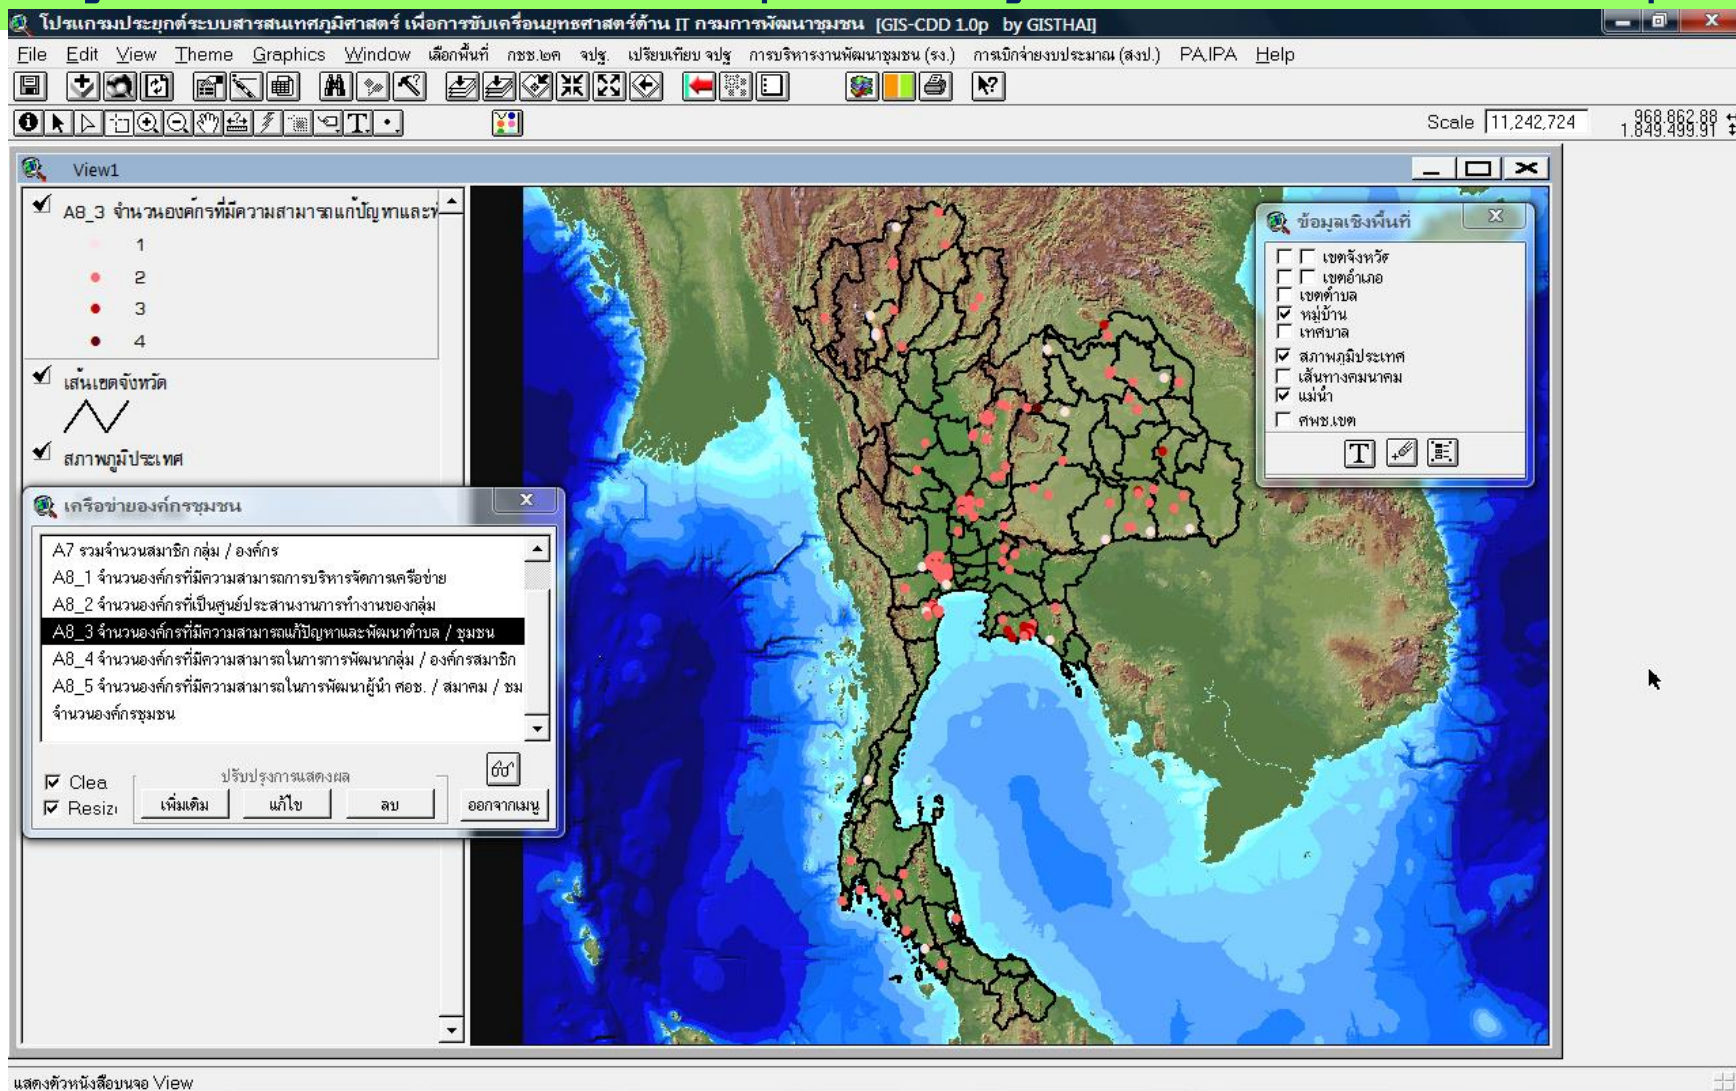 โปรแกรมประยุกต์ระบบสารสนเทศภูมิศาสตร์ เพื่อการขับเคลื่อนยุทธศาสตร์ด้าน IT กรมการพัฒนาชุมชน [GIS-CDD 1.0p by GISTHAI]
File Edit View Theme Graphics Window เลือกพื้นที่ กชช.๒ค จปฐ. เปรียบเทียบ จปฐ การบริหารงานพัฒนาชุมชน (รง.) การเบิกจ่ายงบประมาณ (สงป.) PA,IPA Help
Scale 11,242,724
968,862.88
1,849,499.91
View1
A8_3 จำนวนองค์กรที่มีความสามารถแก้ปัญหาและ
1
2
3
4
เส้นเขตจังหวัด
สภาพภูมิประเทศ
ข้อมูลเชิงพื้นที่
เขตจังหวัด
เขตอำเภอ
เขตตำบล
หมู่บ้าน
เทศบาล
สภาพภูมิประเทศ
เส้นทางคมนาคม
แม่น้ำ
ศพช.เขต
เครือข่ายองค์กรชุมชน
A7 รวมจำนวนสมาชิก กลุ่ม / องค์กร
A8_1 จำนวนองค์กรที่มีความสามารถการบริหารจัดการเครือข่าย
A8_2 จำนวนองค์กรที่เป็นศูนย์ประสานงานการทำงานของกลุ่ม
A8_3 จำนวนองค์กรที่มีความสามารถแก้ปัญหาและพัฒนาตำบล / ชุมชน
A8_4 จำนวนองค์กรที่มีความสามารถในการการพัฒนากลุ่ม / องค์กรสมาชิก
A8_5 จำนวนองค์กรที่มีความสามารถในการพัฒนาผู้นำ ศอช. / สมาคม / ชม
จำนวนองค์กรชุมชน
Clea
Resiz
ปรับปรุงการแสดงผล
เพิ่มเติม แก้ไข ลบ ออกจากเมนู
แสดงตัวหนังสือบนจอ View